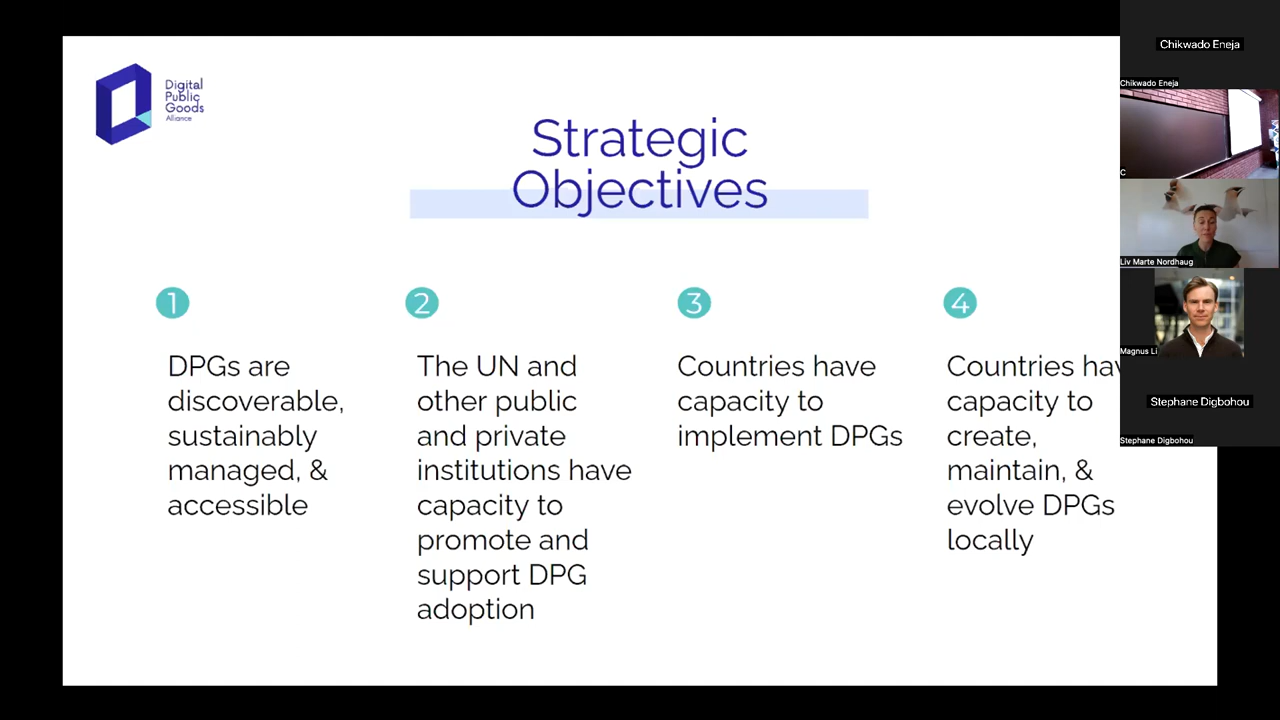 Digital
Public
Goods
Alliance
Strategic
Objectives
1
DPGs are
discoverable,
sustainably
managed, &
accessible
2
The UN and
other public
and private
institutions have
capacity to
promote and
support DPG
adoption
3
Countries have
capacity to
implement DPGs
4
Countries hav
capacity to
create,
maintain, &
evolve DPGs
locally
Chikwado Eneja
Chikwado Eneja
C
Liv Marte Nordhaug
Magnus Li
Stephane Digbohou
Stephane Digbohou